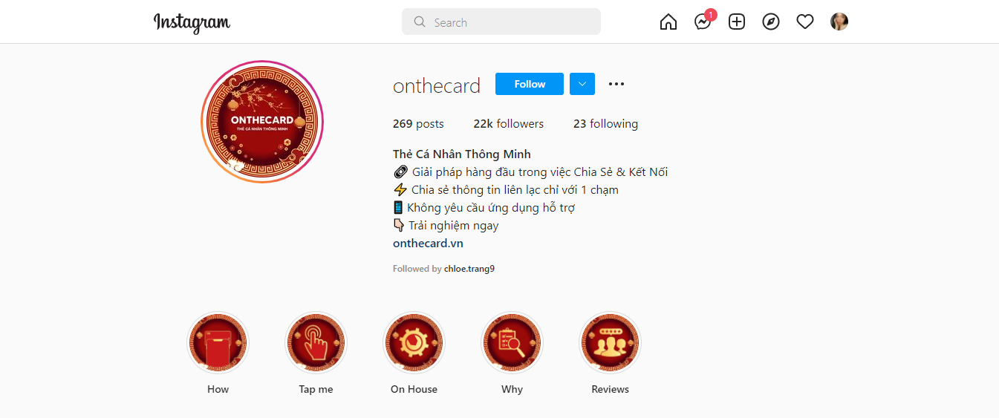 Instagram
Search
1
ONTHECARD
THẺ CÁ NHÂN THÔNG MINH
onthecard Follow
269 posts 22k followers 23 following
Thẻ Cá Nhân Thông Minh
Giải pháp hàng đầu trong việc Chia Sẻ & Kết Nối
⚡ Chia sẻ thông tin liên lạc chỉ với 1 chạm
📱 Không yêu cầu ứng dụng hỗ trợ
👇🏻 Trải nghiệm ngay
onthecard.vn
Followed by chloe.trang9
How Tap me On House Why Reviews